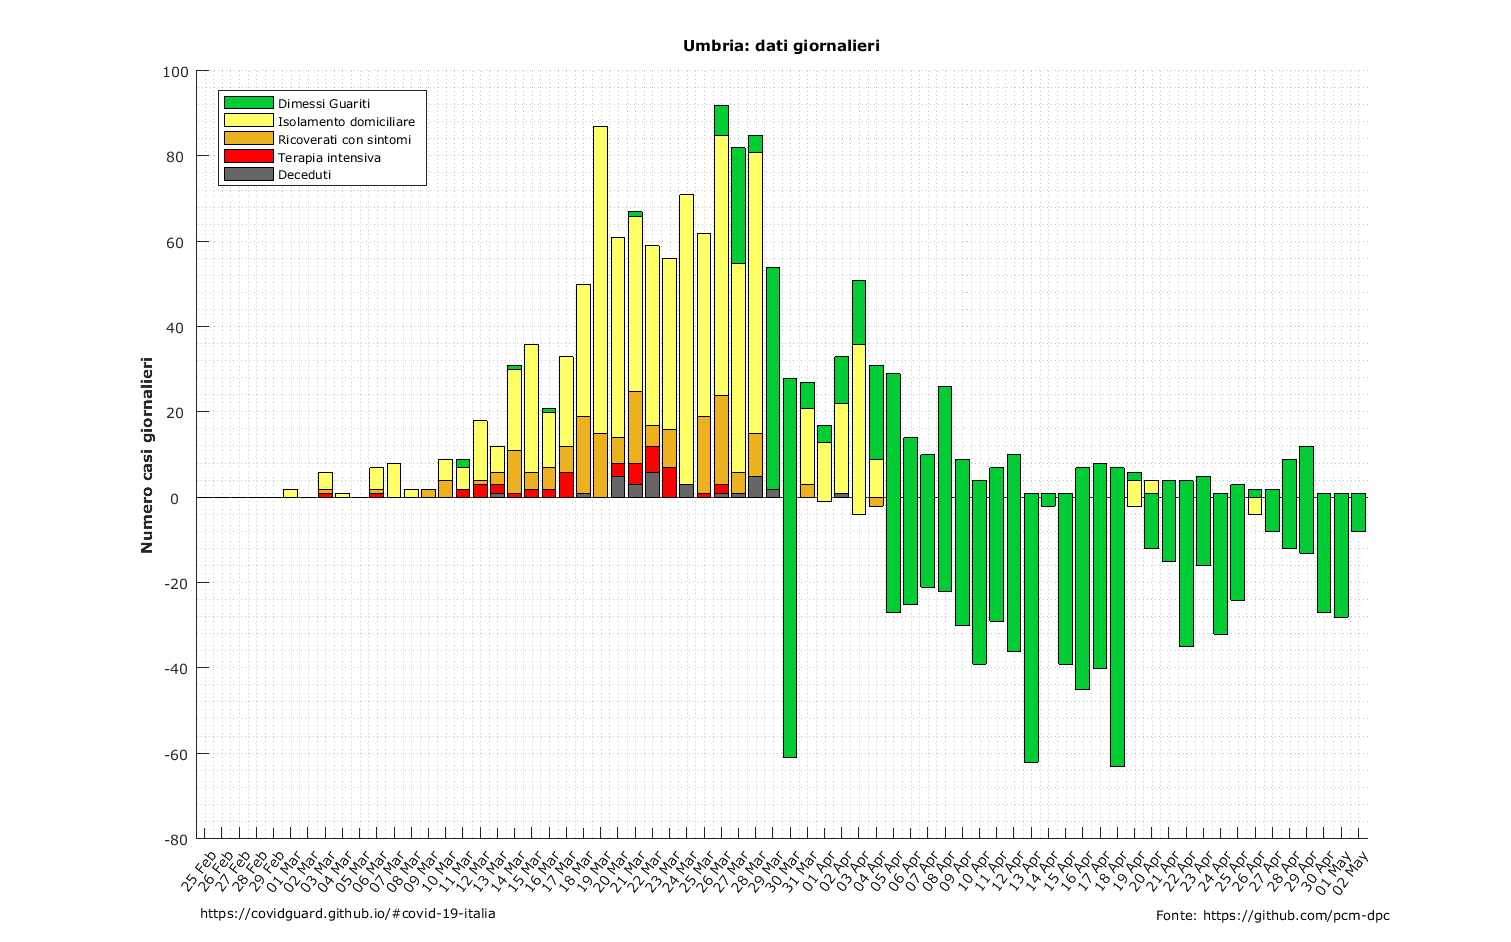 Umbria: dati giornalieri
100
80
60
40
20
0
-20
-40
-60
-80
Numero casi giornalieri
Dimessi Guariti
Isolamento domiciliare
Ricoverati con sintomi
Terapia intensiva
Deceduti
25 Feb
26 Feb
27 Feb
28 Feb
29 Feb
01 Mar
02 Mar
03 Mar
04 Mar
05 Mar
06 Mar
07 Mar
08 Mar
09 Mar
10 Mar
11 Mar
12 Mar
13 Mar
14 Mar
15 Mar
16 Mar
17 Mar
18 Mar
19 Mar
20 Mar
21 Mar
22 Mar
23 Mar
24 Mar
25 Mar
26 Mar
27 Mar
28 Mar
29 Mar
30 Mar
31 Mar
01 Apr
02 Apr
03 Apr
04 Apr
05 Apr
06 Apr
07 Apr
08 Apr
09 Apr
10 Apr
11 Apr
12 Apr
13 Apr
14 Apr
15 Apr
16 Apr
17 Apr
18 Apr
19 Apr
20 Apr
21 Apr
22 Apr
23 Apr
24 Apr
25 Apr
26 Apr
27 Apr
28 Apr
29 Apr
30 Apr
01 May
02 May
https://covidguard.github.io/#covid-19-italia
Fonte: https://github.com/pcm-dpc